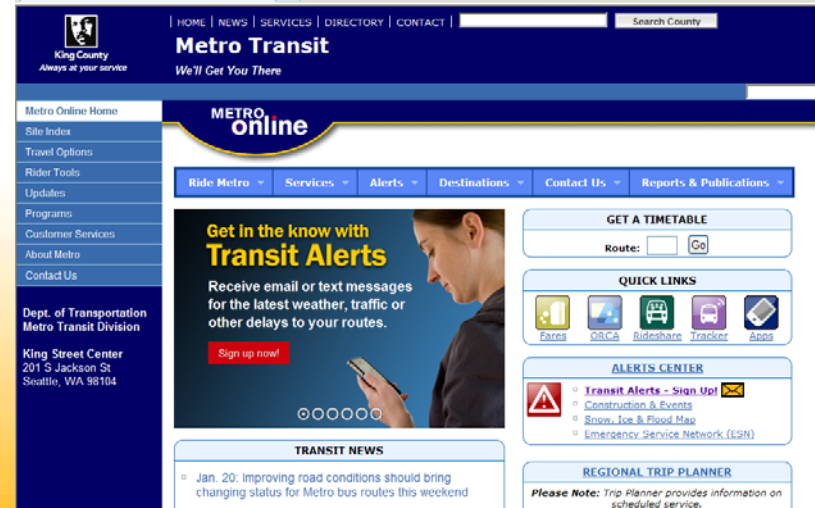 HOME | NEWS | SERVICES | DIRECTORY | CONTACT |
Search County
King County
Always at your service
Metro Transit
We'll Get You There
Metro Online Home
Site Index
Travel Options
Rider Tools
Updates
Programs
Customer Services
About Metro
Contact Us
Dept. of Transportation
Metro Transit Division
King Street Center
201 S Jackson St
Seattle, WA 98104
METRO
online
Ride Metro
Services
Alerts
Destinations
Contact Us
Reports & Publications
Get in the know with
Transit Alerts
Receive email or text messages
for the latest weather, traffic or
other delays to your routes.
Sign up now!
TRANSIT NEWS
Jan. 20: Improving road conditions should bring
changing status for Metro bus routes this weekend
GET A TIMETABLE
Route:
Go
QUICK LINKS
Fares
ORCA
Rideshare
Tracker
Apps
ALERTS CENTER
Transit Alerts - Sign Up!
Construction & Events
Snow, Ice & Flood Map
Emergency Service Network (ESN)
REGIONAL TRIP PLANNER
Please Note: Trip Planner provides information on
scheduled service.